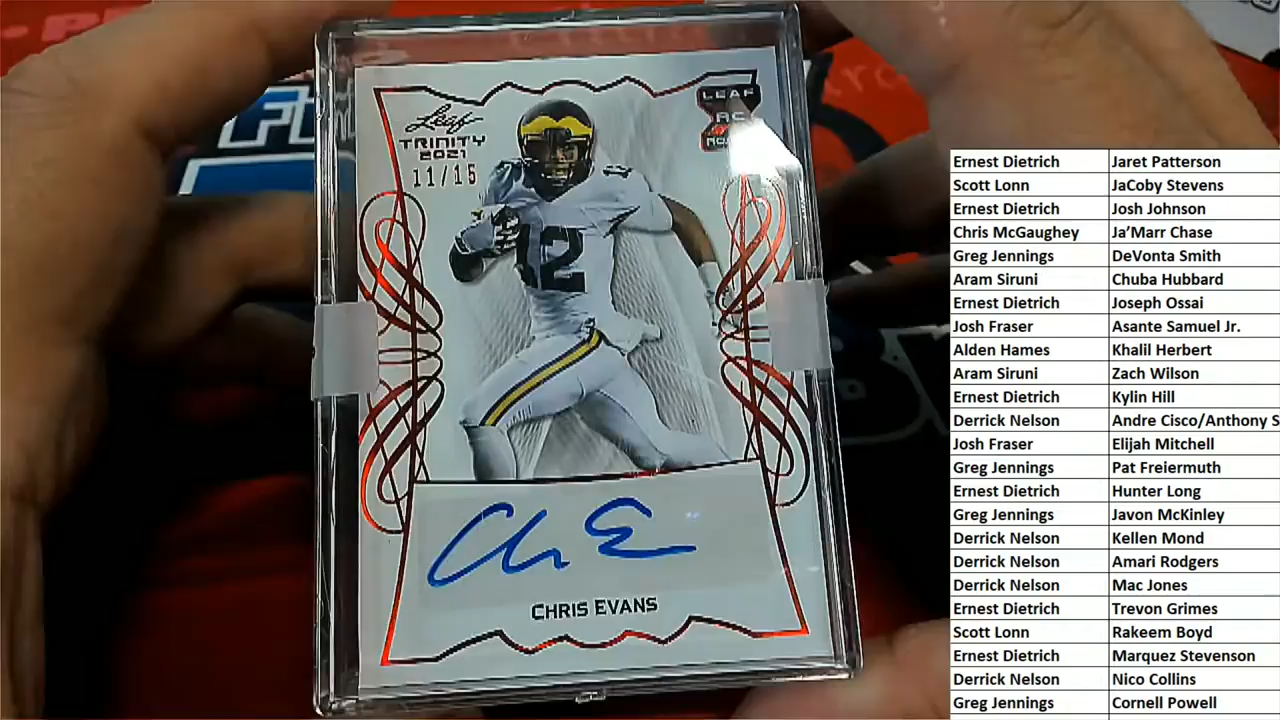 Leaf
TRINITY
2021
11/15
LEAF
RC
12
Ch E
CHRIS EVANS
Ernest Dietrich Jaret Patterson
Scott Lonn JaCoby Stevens
Ernest Dietrich Josh Johnson
Chris McGaughey Ja’Marr Chase
Greg Jennings DeVonta Smith
Aram Siruni Chuba Hubbard
Ernest Dietrich Joseph Ossai
Josh Fraser Asante Samuel Jr.
Alden Hames Khalil Herbert
Aram Siruni Zach Wilson
Ernest Dietrich Kylin Hill
Derrick Nelson Andre Cisco/Anthony S
Josh Fraser Elijah Mitchell
Greg Jennings Pat Freiermuth
Ernest Dietrich Hunter Long
Greg Jennings Javon McKinley
Derrick Nelson Kellen Mond
Derrick Nelson Amari Rodgers
Derrick Nelson Mac Jones
Ernest Dietrich Trevon Grimes
Scott Lonn Rakeem Boyd
Ernest Dietrich Marquez Stevenson
Derrick Nelson Nico Collins
Greg Jennings Cornell Powell